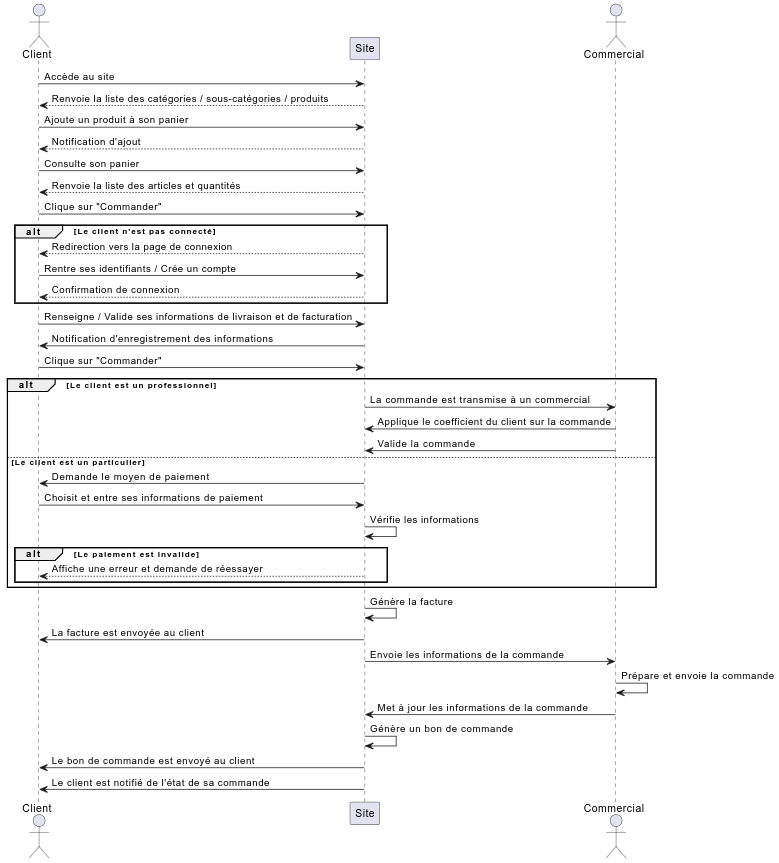 Client
Site
Commercial
Accède au site
Renvoie la liste des catégories / sous-catégories / produits
Ajoute un produit à son panier
Notification d'ajout
Consulte son panier
Renvoie la liste des articles et quantités
Clique sur "Commander"
alt [Le client n'est pas connecté]
Redirection vers la page de connexion
Rentre ses identifiants / Crée un compte
Confirmation de connexion
Renseigne / Valide ses informations de livraison et de facturation
Notification d'enregistrement des informations
Clique sur "Commander"
alt [Le client est un professionnel]
La commande est transmise à un commercial
Applique le coefficient du client sur la commande
Valide la commande
[Le client est un particulier]
Demande le moyen de paiement
Choisit et entre ses informations de paiement
Vérifie les informations
alt [Le paiement est invalide]
Affiche une erreur et demande de réessayer
Génère la facture
La facture est envoyée au client
Envoie les informations de la commande
Prépare et envoie la commande
Met à jour les informations de la commande
Génère un bon de commande
Le bon de commande est envoyé au client
Le client est notifié de l'état de sa commande
Client
Site
Commercial